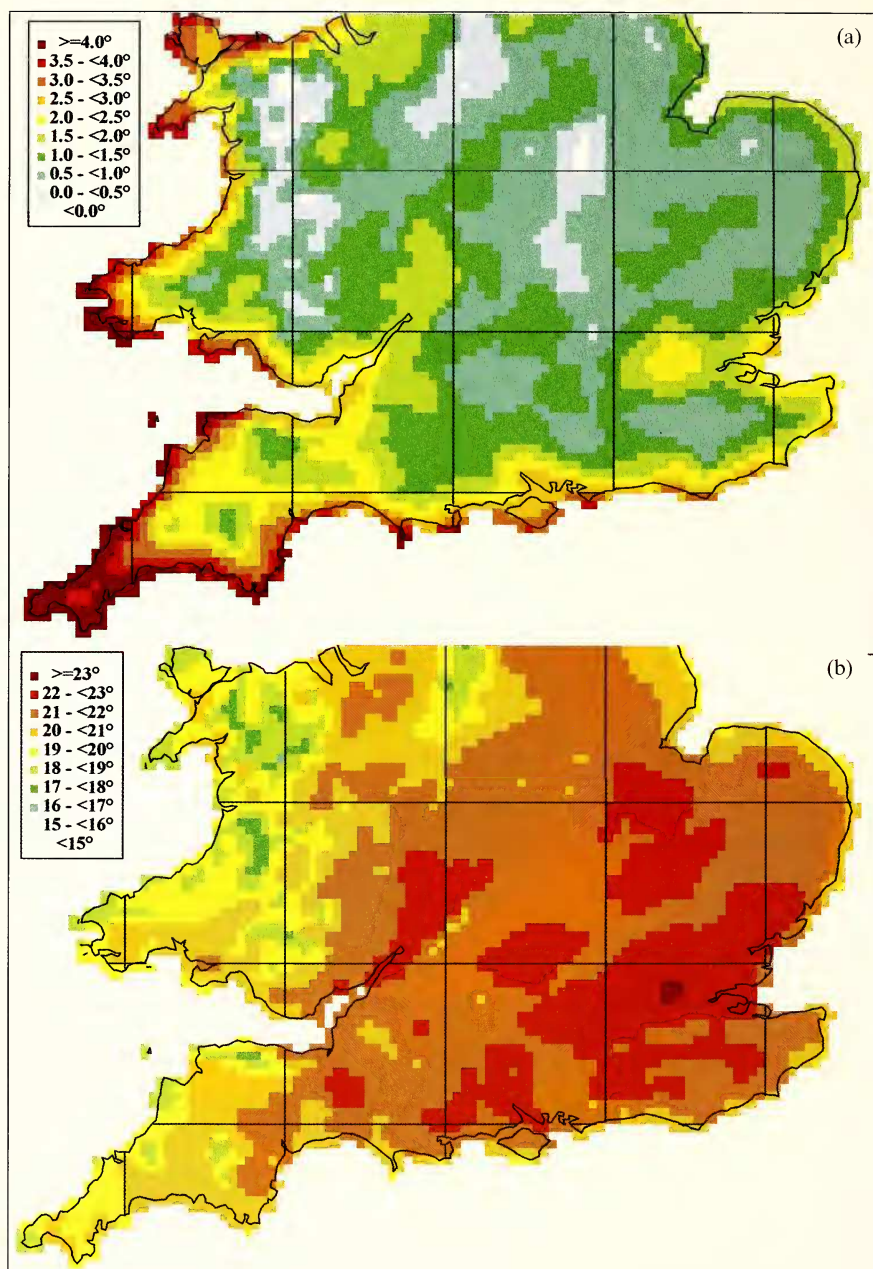 (a)
>=4.0°
3.5 - <4.0°
3.0 - <3.5°
2.5 - <3.0°
2.0 - <2.5°
1.5 - <2.0°
1.0 - <1.5°
0.5 - <1.0°
0.0 - <0.5°
<0.0°
(b)
>=23°
22 - <23°
21 - <22°
20 - <21°
19 - <20°
18 - <19°
17 - <18°
16 - <17°
15 - <16°
<15°